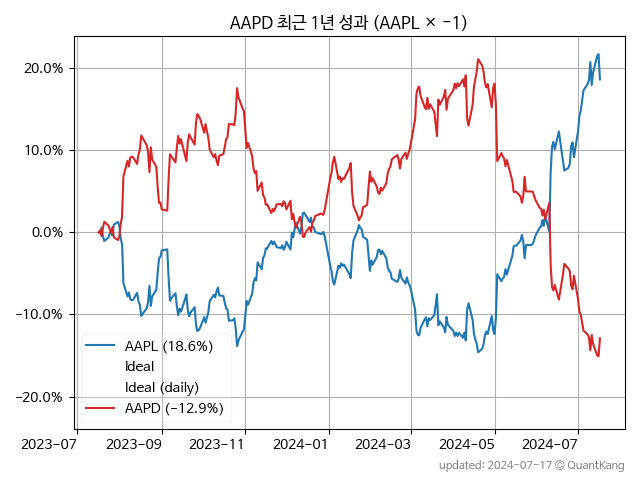 AAPD 최근 1년 성과 (AAPL × −1)
20.0%
10.0%
0.0%
−10.0%
−20.0%
AAPL (18.6%)
Ideal
Ideal (daily)
AAPD (−12.9%)
2023-07 2023-09 2023-11 2024-01 2024-03 2024-05 2024-07
updated: 2024-07-17 © QuantKang